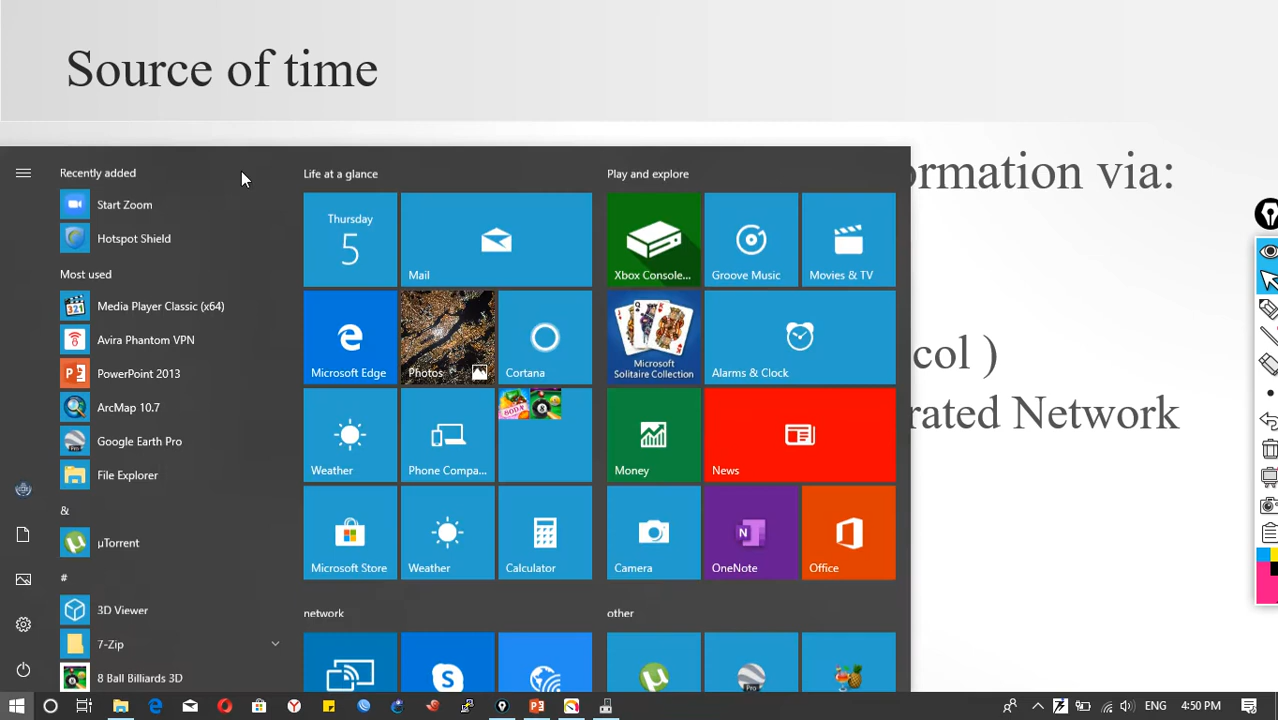 Source of time
ormation via:
col )
rated Network
Recently added
Start Zoom
Hotspot Shield
Most used
Media Player Classic (x64)
Avira Phantom VPN
PowerPoint 2013
ArcMap 10.7
Google Earth Pro
File Explorer
&
µTorrent
#
3D Viewer
7-Zip
8 Ball Billiards 3D
Life at a glance
Thursday
5
Mail
Microsoft Edge
Photos
Cortana
Weather
Phone Compa...
SODA
Microsoft Store
Weather
Calculator
network
Play and explore
Xbox Console...
Groove Music
Movies & TV
Microsoft
Solitaire Collection
Alarms & Clock
Money
News
Camera
OneNote
Office
other
Pro
ENG
4:50 PM